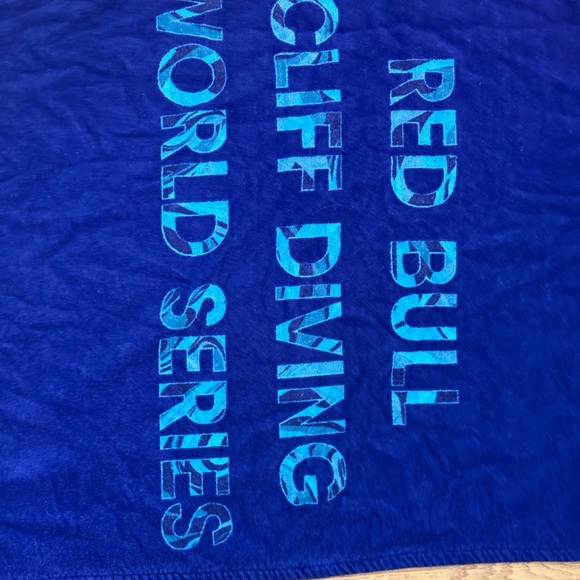 RED BULL
CLIFF DIVING
WORLD SERIES